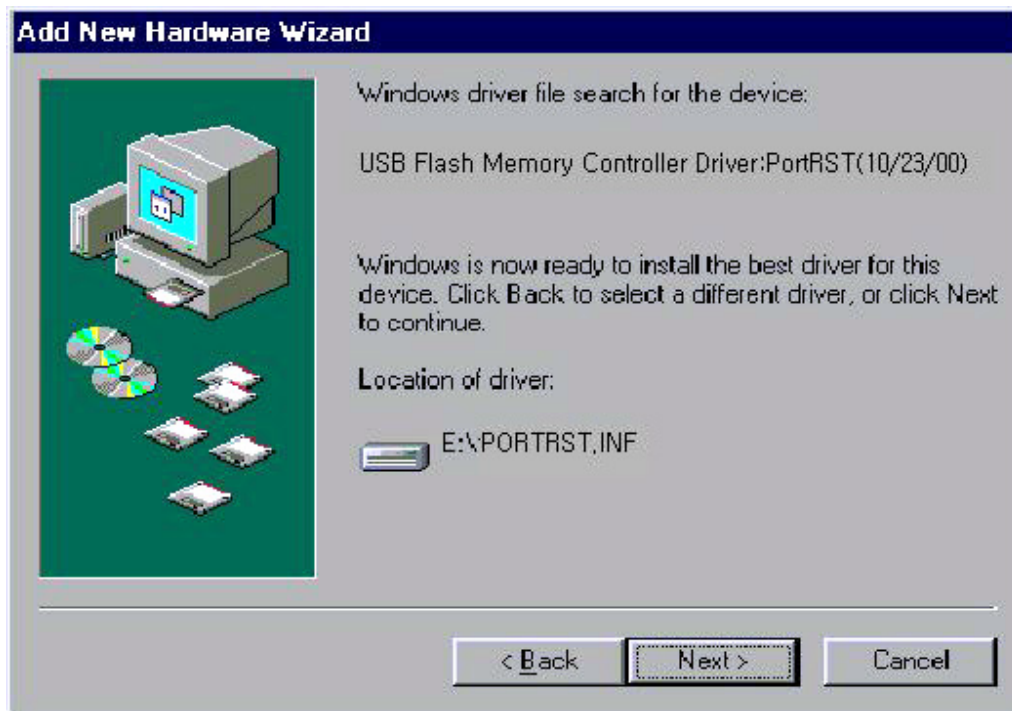 Add New Hardware Wizard
Windows driver file search for the device:
USB Flash Memory Controller Driver:PortRST(10/23/00)
Windows is now ready to install the best driver for this
device. Click Back to select a different driver, or click Next
to continue.
Location of driver:
E:\PORTRST,INF
< Back
Next >
Cancel